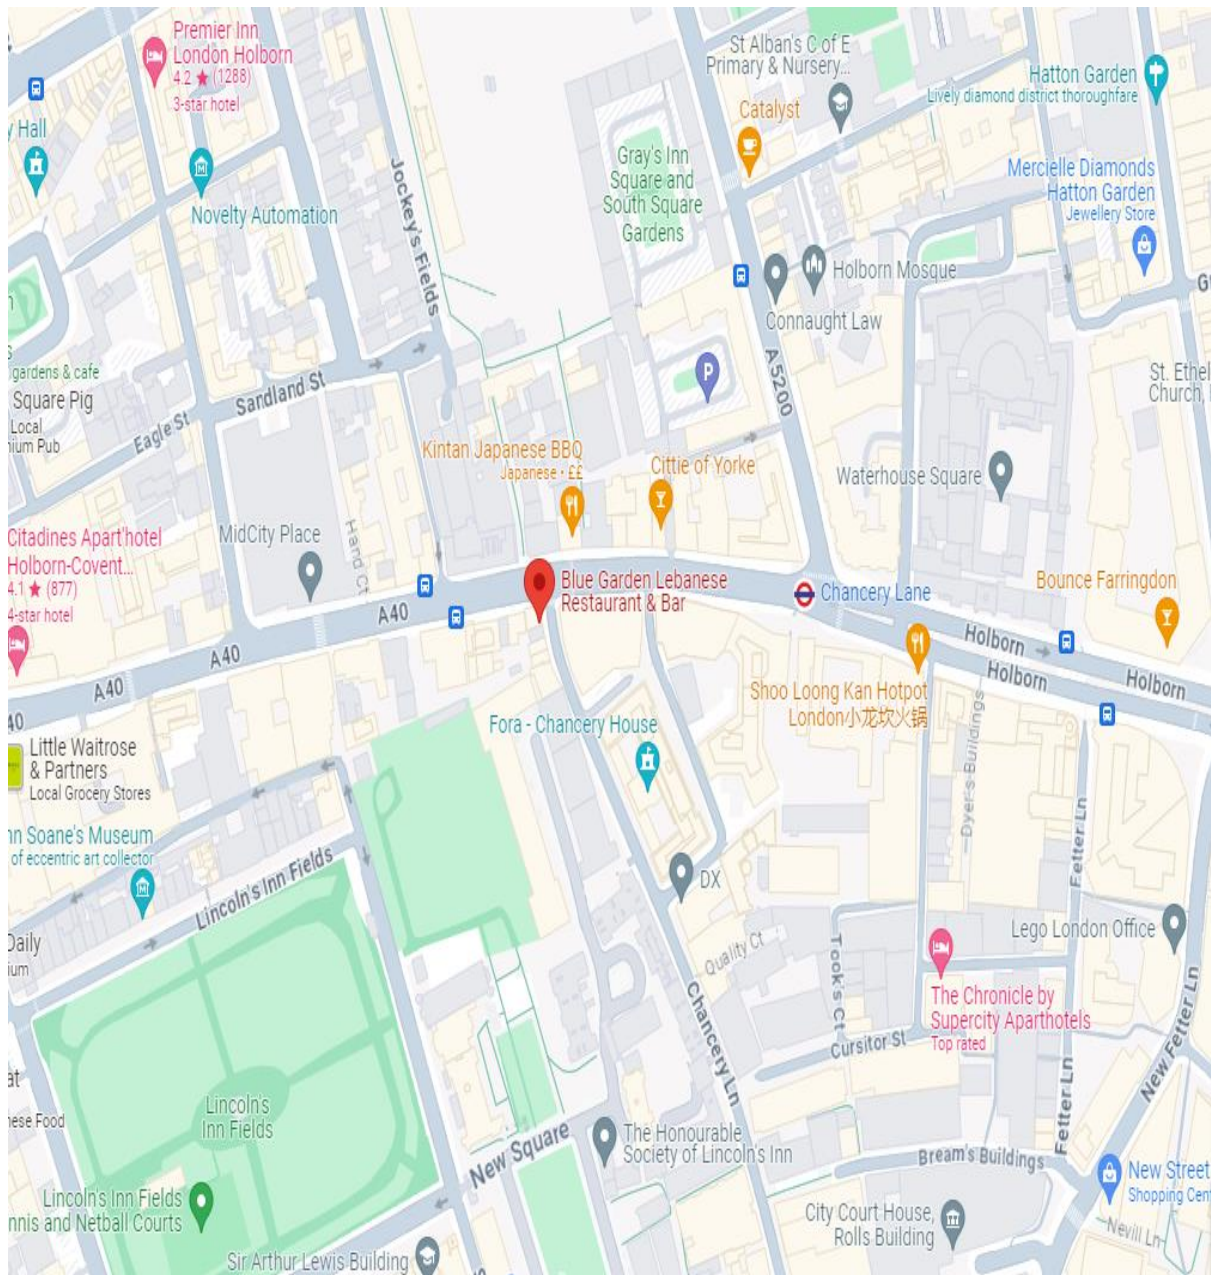 Premier Inn
London Holborn
4.2 ★ (1288)
3-star hotel
St Alban's C of E
Primary & Nursery...
Hatton Garden
Lively diamond district thoroughfare
y Hall
Catalyst
Gray's Inn
Square and
South Square
Gardens
Mercielle Diamonds
Hatton Garden
Jewellery Store
Novelty Automation
Jockey's Fields
Holborn Mosque
Connaught Law
A5200
gardens & cafe
Square Pig
Local
nium Pub
Sandland St
Eagle St
P
St. Ethel
Church,
Kintan Japanese BBQ
Japanese • ££
Cittie of Yorke
Waterhouse Square
MidCity Place
Hand Ct
Citadines Apart'hotel
Holborn-Covent...
4.1 ★ (877)
4-star hotel
Blue Garden Lebanese
Restaurant & Bar
Chancery Lane
Bounce Farringdon
A40
A40
A40
40
Holborn
Holborn
Holborn
Shoo Loong Kan Hotpot
London小龙坎火锅
Fora - Chancery House
Little Waitrose
& Partners
Local Grocery Stores
Dyer's Buildings
Fetter Ln
nn Soane's Museum
of eccentric art collector
Lincoln's Inn Fields
DX
Quality Ct
Took's Ct
Lego London Office
Daily
ium
The Chronicle by
Supercity Aparthotels
Top rated
Chancery Ln
Cursitor St
New Fetter Ln
Fetter Ln
at
nese Food
Lincoln's
Inn Fields
New Square
The Honourable
Society of Lincoln's Inn
Bream's Buildings
New Street
Shopping Cen
Lincoln's Inn Fields
nnis and Netball Courts
City Court House,
Rolls Building
Nevill Ln
Sir Arthur Lewis Building